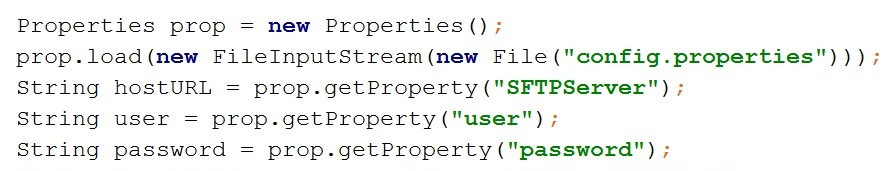 Properties prop = new Properties();
prop.load(new FileInputStream(new File("config.properties")));
String hostURL = prop.getProperty("SFTPServer");
String user = prop.getProperty("user");
String password = prop.getProperty("password");